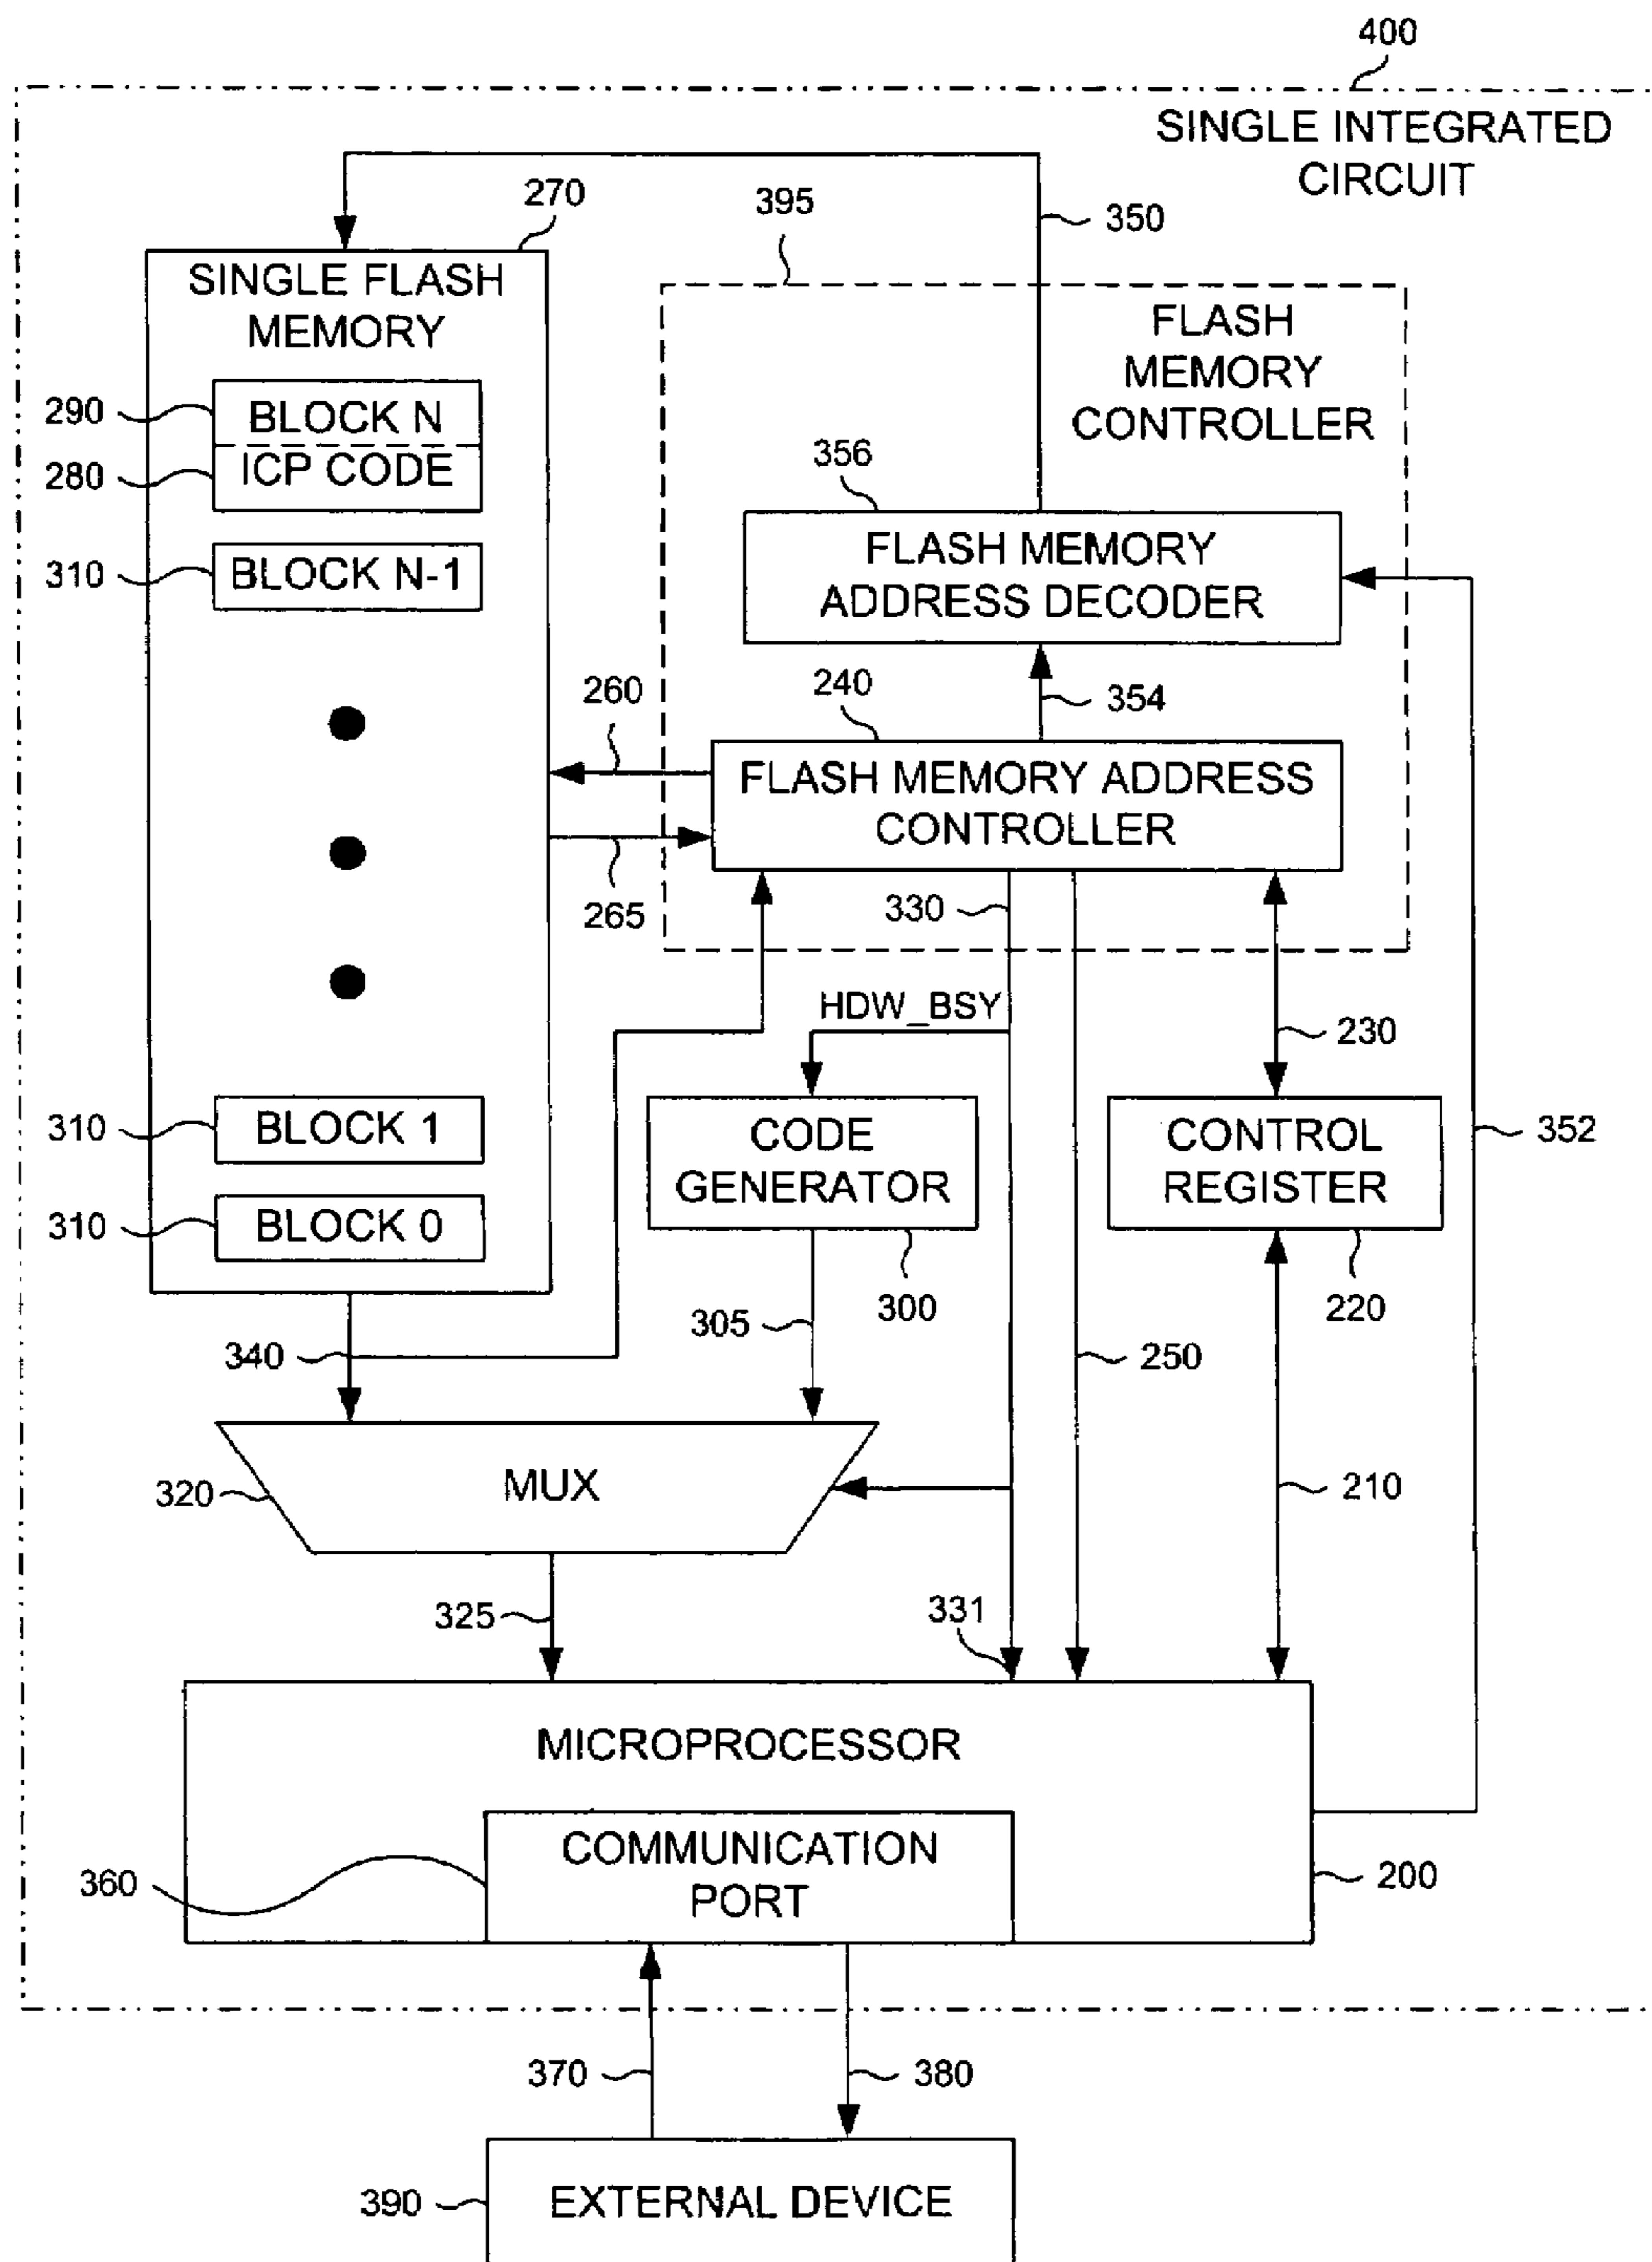 400
SINGLE INTEGRATED
CIRCUIT
270
395
350
SINGLE FLASH
MEMORY
FLASH
MEMORY
CONTROLLER
290
BLOCK N
280
ICP CODE
356
FLASH MEMORY
ADDRESS DECODER
310
BLOCK N-1
260
240
354
FLASH MEMORY ADDRESS
CONTROLLER
265
330
HDW_BSY
230
310
BLOCK 1
CODE
GENERATOR
CONTROL
REGISTER
352
310
BLOCK 0
305
300
220
340
250
320
MUX
210
325
331
MICROPROCESSOR
360
COMMUNICATION
PORT
200
370
380
390
EXTERNAL DEVICE